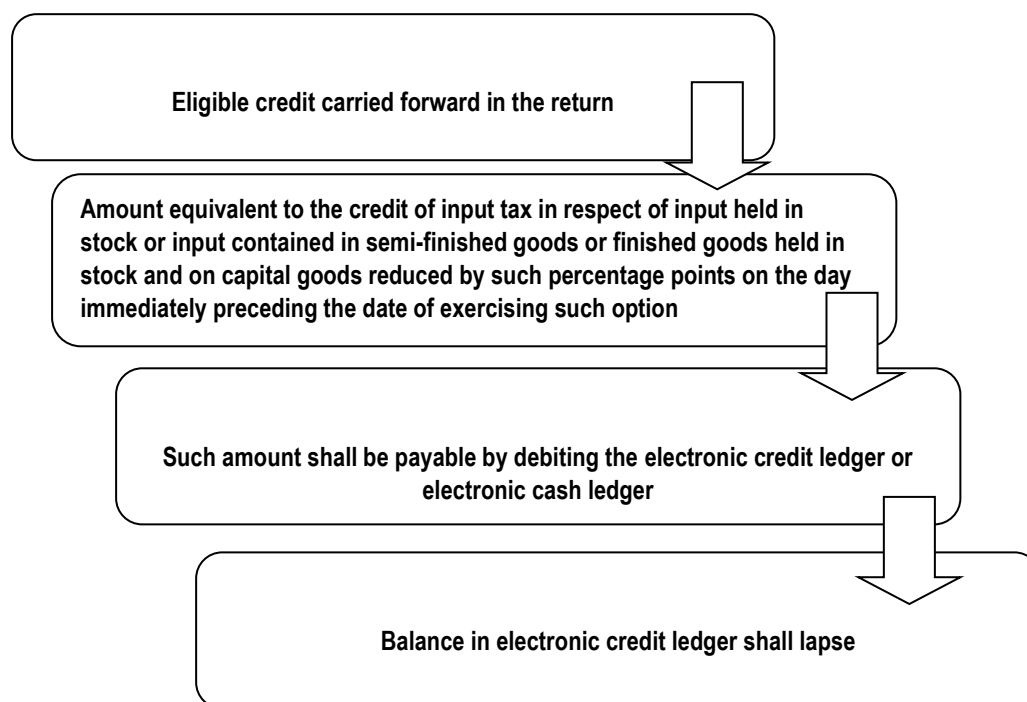 Eligible credit carried forward in the return
Amount equivalent to the credit of input tax in respect of input held in
stock or input contained in semi-finished goods or finished goods held in
stock and on capital goods reduced by such percentage points on the day
immediately preceding the date of exercising such option
Such amount shall be payable by debiting the electronic credit ledger or
electronic cash ledger
Balance in electronic credit ledger shall lapse